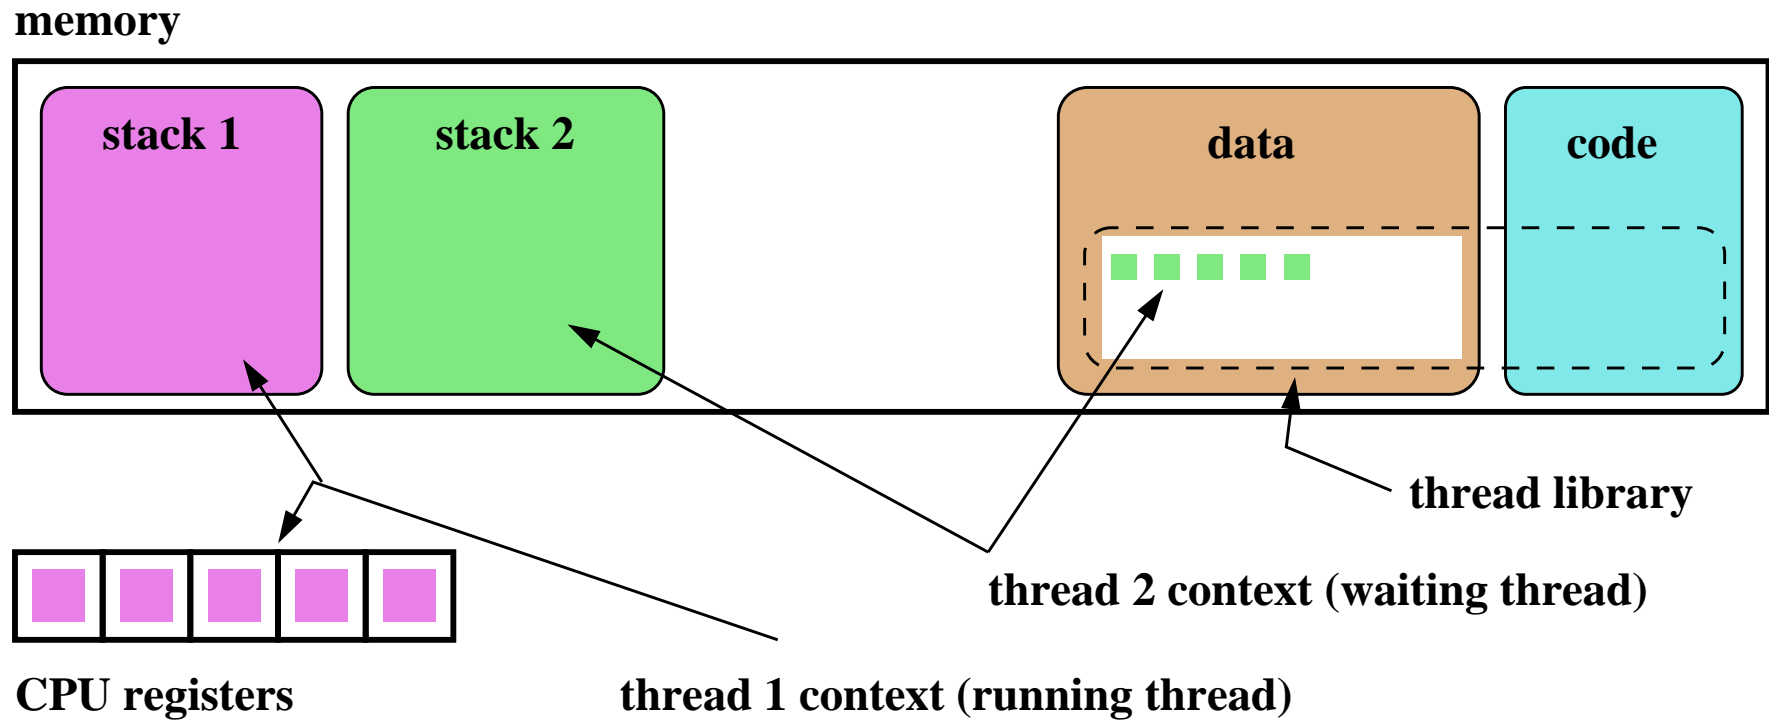 memory
stack 1
stack 2
data
code
thread library
thread 2 context (waiting thread)
CPU registers
thread 1 context (running thread)